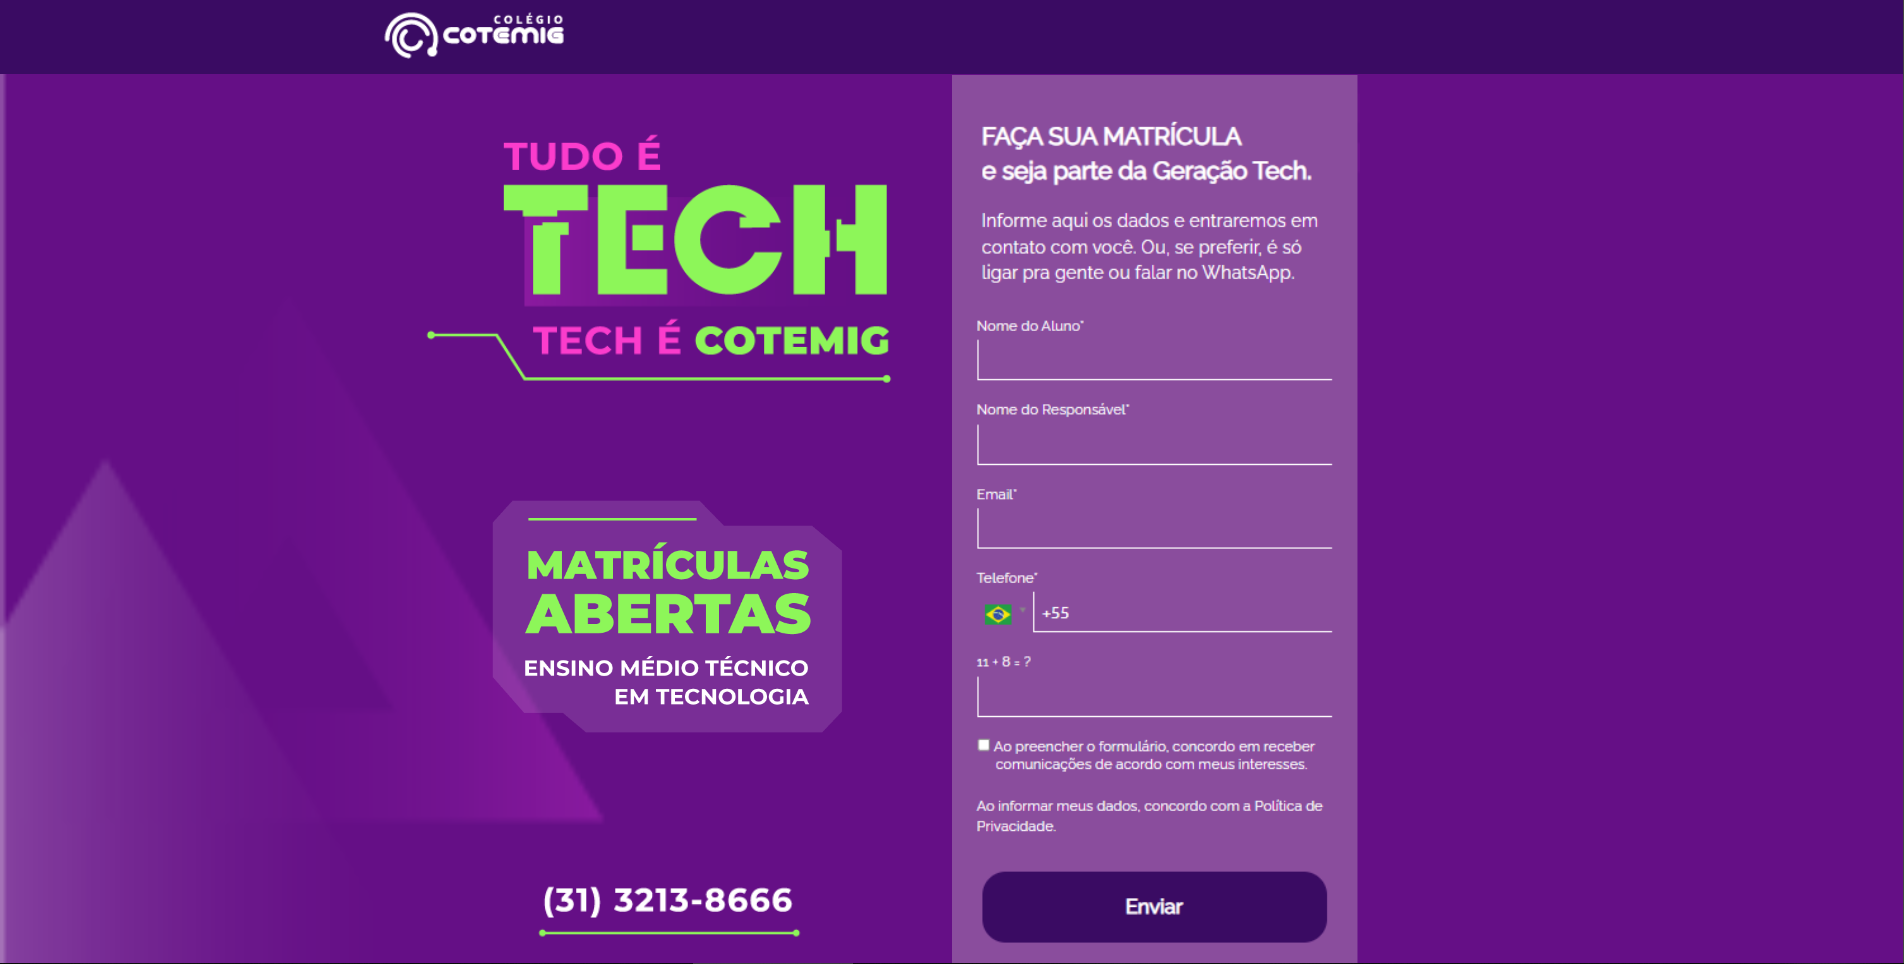 COLÉGIO
COTEMIG
TUDO É
TECH
TECH É COTEMIG
MATRÍCULAS
ABERTAS
ENSINO MÉDIO TÉCNICO
EM TECNOLOGIA
(31) 3213-8666
FAÇA SUA MATRÍCULA
e seja parte da Geração Tech.
Informe aqui os dados e entraremos em
contato com você. Ou, se preferir, é só
ligar pra gente ou falar no WhatsApp.
Nome do Aluno*
Nome do Responsável*
Email*
Telefone*
+55
11 + 8 = ?
Ao preencher o formulário, concordo em receber
comunicações de acordo com meus interesses.
Ao informar meus dados, concordo com a Política de
Privacidade.
Enviar